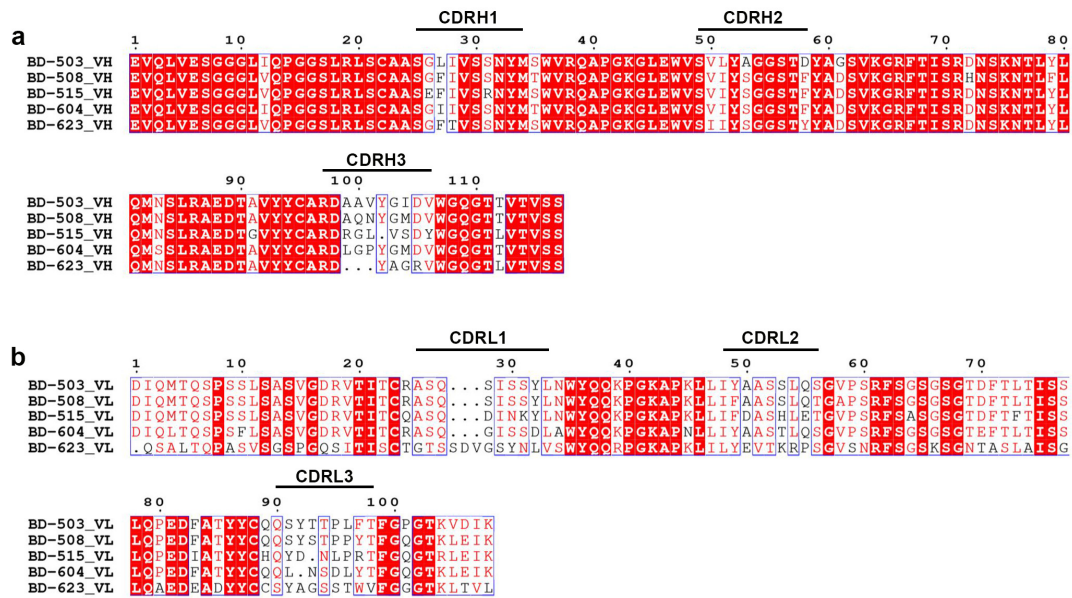 a
CDRH1 CDRH2
1 10 20 30 40 50 60 70 80
BD-503_VH EVQLVESGGGLIQPGGSLRLSCAASGLIVSSNYMSWVRQAPGKGLEWVSVLYAGGSTDYAGSVKGRFTISRDNSKNTLYL
BD-508_VH EVQLVESGGGLVQPGGSLRLSCAASGFIVSSNYMSWVRQAPGKGLEWVSVIYSGGSTFYADSVKGRFTISRHNSKNTLFL
BD-515_VH EVQLVESGGGLVQPGGSLRLSCAASEFIVSRNYMSWVRQAPGKGLEWVSVIYSGGSTYYADSVKGRFTISRDNSKNTLYL
BD-604_VH EVQLVESGGGLIQPGGSLRLSCAASGIIVSSNYMTWVRQAPGKGLEWVSVIYSGGSTFYADSVKGRFTISRDNSKNTLYL
BD-623_VH EVQLVESGGGLVQPGGSLRLSCAASGFTVSSNYMSWVRQAPGKGLEWVSIIYSGGSTYYADSVKGRFTISRDNSKNTLYL
CDRH3
90 100 110
BD-503_VH QMNSLRAEDTAVYYCARDAAVYGIDVWGQGTTVTVSS
BD-508_VH QMNSLRAEDTAVYYCARDAQNYGMDVWGQGTTVTVSS
BD-515_VH QMNSLRAEDTGVYYCARDRGL.VSDYWGQGTLVTVSS
BD-604_VH QMSSLRAEDTAVYYCARDLGPYGMDVWGQGTTVTVSS
BD-623_VH QMNSLRAEDTAVYYCARD...YAGRVWGQGTLVTVSS
b
CDRL1 CDRL2
1 10 20 30 40 50 60 70
BD-503_VL DIQMTQSPSSLSASVGDRVTITCRASQ...SISSYLNWYQQKPGKAPKLLIYAASSLQSGVPSRFSGSGSGTDFTLTISS
BD-508_VL DIQMTQSPSSLSASVGDRVTITCRASQ...SISSYLNWYQQKPGKAPKLLIYAASSLQTGAPSRFSGSGSGTDFTLTISS
BD-515_VL DIQMTQSPSSLSASVGDRVTITCQASQ...DINKYLNWYQQKPGKAPKLLIFDASHLETGVPSRFSASGSGTDFTFTISS
BD-604_VL DIQLTQSPSFLSASVGDRVTITCRASQ...GISSDLAWYQQKPGKAPNLLIYAASTLQSGVPSRFSGSGSGTEFTLTISS
BD-623_VL .QSALTQPASVSGSPGQSITISCTGTSSDVGSYNLVSWYQQKPGKAPKLILYEVTKRPSGVSNRFSGSKSGNTASLAISG
CDRL3
80 90 100
BD-503_VL LQPEDFATYYCQQSYTTPLFTFGPGTKVDIK
BD-508_VL LQPEDFATYYCQQSYSTPPYTFGQGTKLEIK
BD-515_VL LQPEDIATYYCHQYD.NLPRTFGQGTRLEIK
BD-604_VL LQPEDFATYYCQQL.NSDLYTFGQGTKLEIK
BD-623_VL LQAEDEADYYCCSYAGSSTWVFGGGTKLTVL